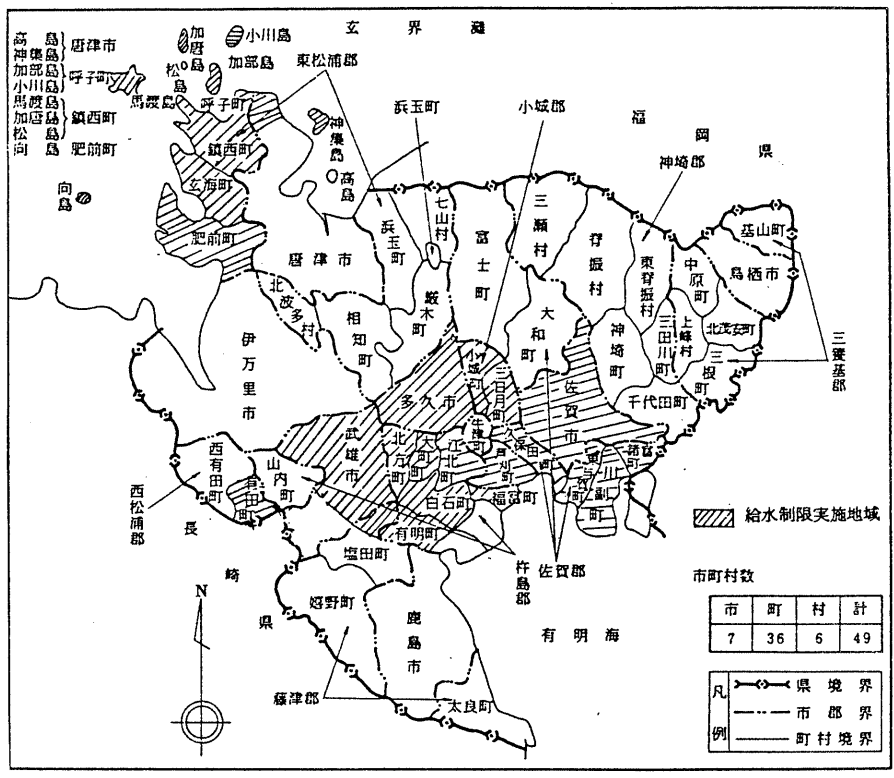 玄界灘
高島
神集島
唐津市
加部島
小川島
呼子町
馬渡島
加唐島
松島
鎮西町
向島 肥前町
加唐島
小川島
松島
加部島
東松浦郡
馬渡島
呼子町
浜玉町
小城郡
福岡県
神集島
鎮西町
神埼郡
玄海町
高島
向島
肥前町
唐津市
浜玉町
七山村
富士町
三瀬村
脊振村
東脊振村
中原町
基山町
鳥栖市
北波多村
相知町
厳木町
大和町
神埼町
三田川町
上峰村
北茂安町
三根町
三養基郡
伊万里市
小城町
三日月町
佐賀市
千代田町
多久市
牛津町
武雄市
北方町
大町町
江北町
芦刈町
久保田町
東与賀町
川副町
諸富町
西有田町
有田町
山内町
白石町
福富町
西松浦郡
長崎県
有明町
給水制限実施地域
塩田町
杵島郡
佐賀郡
市町村数
N
嬉野町
鹿島市
有明海
市 町 村 計
7 36 6 49
藤津郡
太良町
凡例
県境界
市郡界
町村境界